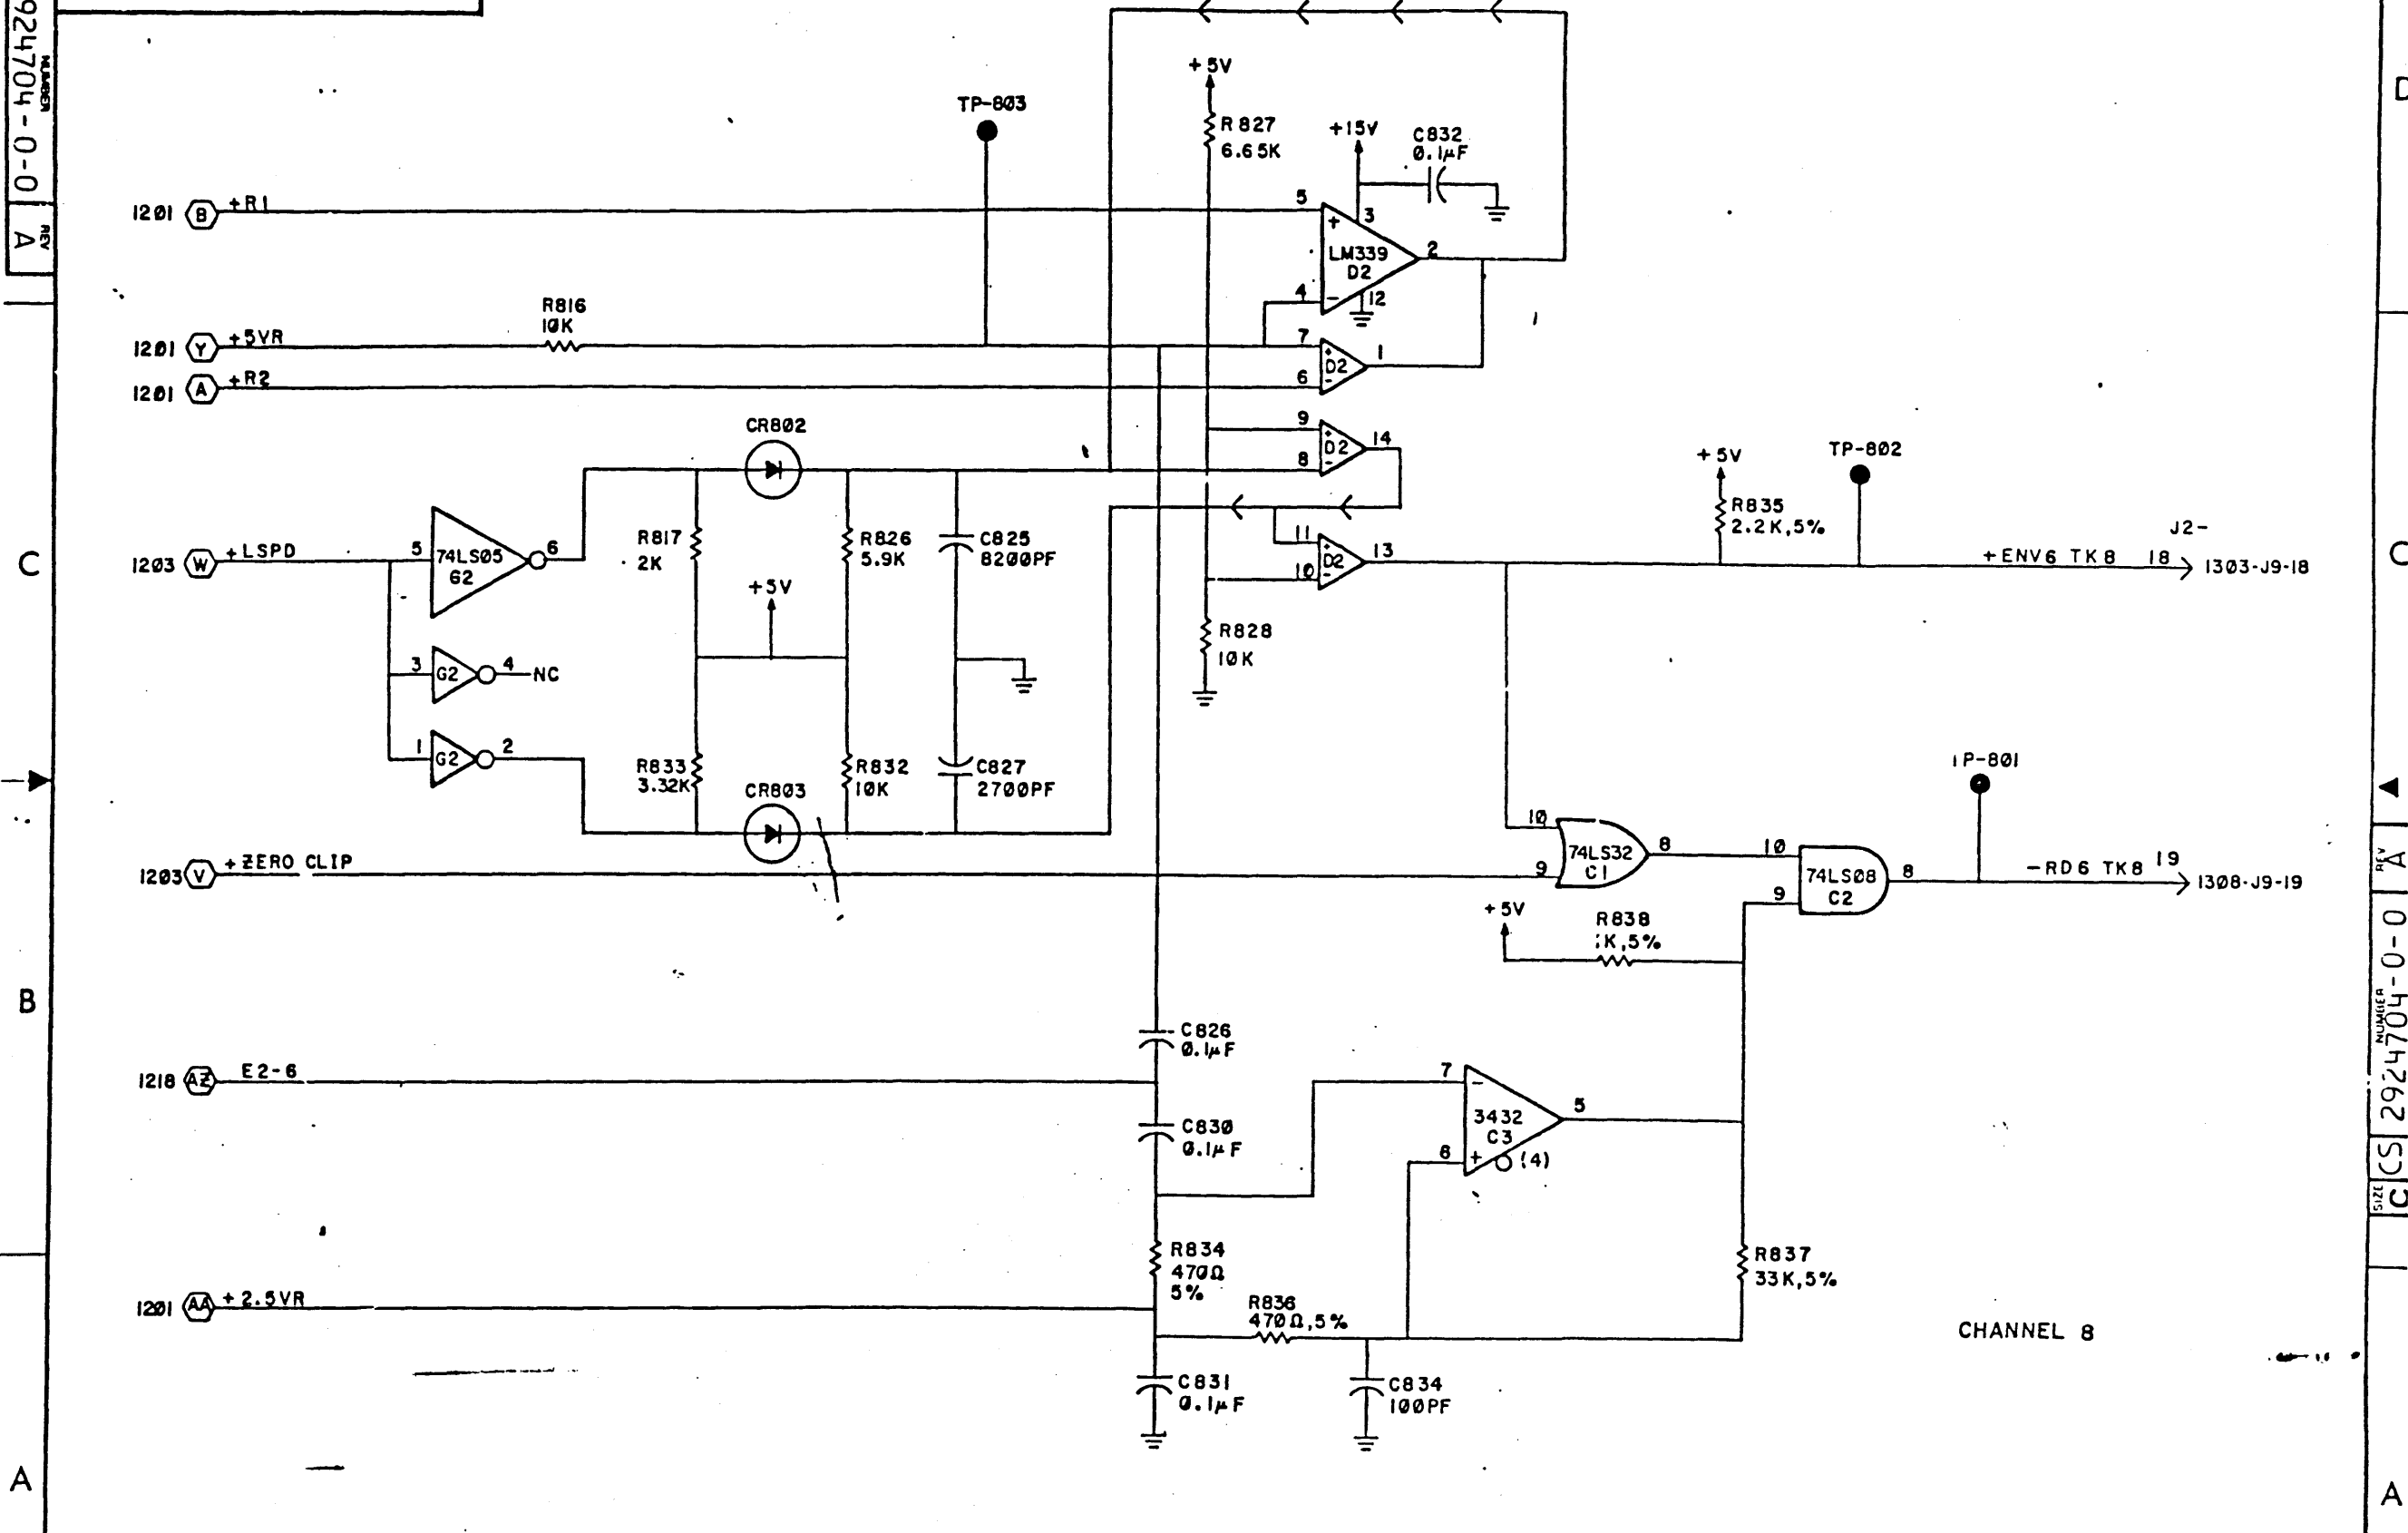 NUMBER
924704-0-0
REV
A
D
+5V
TP-803
R827
6.65K
+15V
C832
0.1µF
1201 B +R1
5
+
3
LM339
D2
2
4
-
12
R816
10K
1201 Y +5VR
7
+
D2
-
1
1201 A +R2
6
CR802
9
+
D2
-
14
8
+5V
TP-802
R835
2.2K,5%
J2-
C
1203 W +LSPD
5
74LS05
G2
6
R817
2K
R826
5.9K
C825
8200PF
+5V
11
+
D2
-
13
10
+ENV6 TK8 18
1303-J9-18
C
R828
10K
3
G2
4
NC
1
G2
2
R833
3.32K
CR803
R832
10K
C827
2700PF
TP-801
1203 V +ZERO CLIP
10
9
74LS32
C1
8
10
9
74LS08
C2
8
-RD6 TK8 19
1308-J9-19
+5V
R838
1K,5%
REV
A
NUMBER
2924704-0-0
CS
SIZE
C
B
C826
0.1µF
1218 AZ E2-6
C830
0.1µF
7
-
3432
C3
5
6
+
(4)
R834
470Ω
5%
R837
33K,5%
1201 AA +2.5VR
R836
470Ω,5%
CHANNEL 8
C831
0.1µF
C834
100PF
A
A